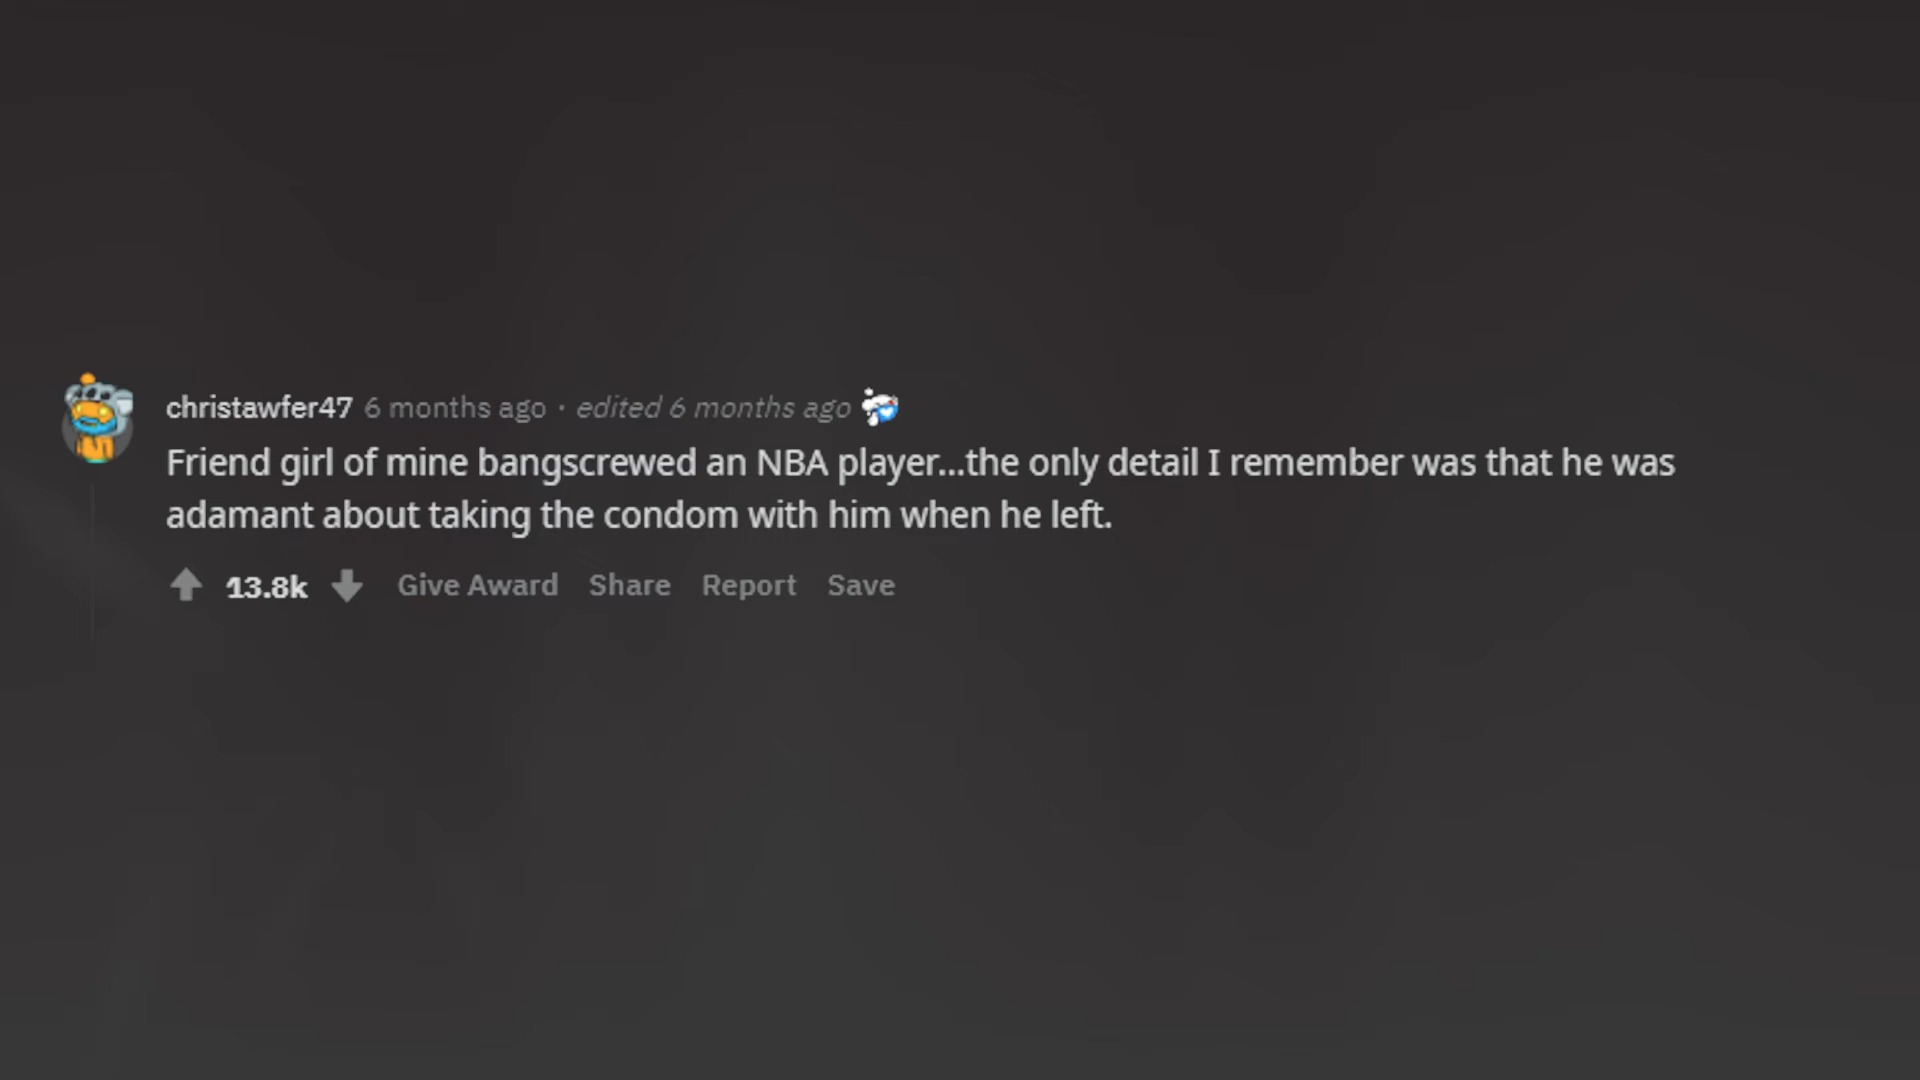 christawfer47 6 months ago · edited 6 months ago
Friend girl of mine bangscrewed an NBA player...the only detail I remember was that he was
adamant about taking the condom with him when he left.
13.8k Give Award Share Report Save